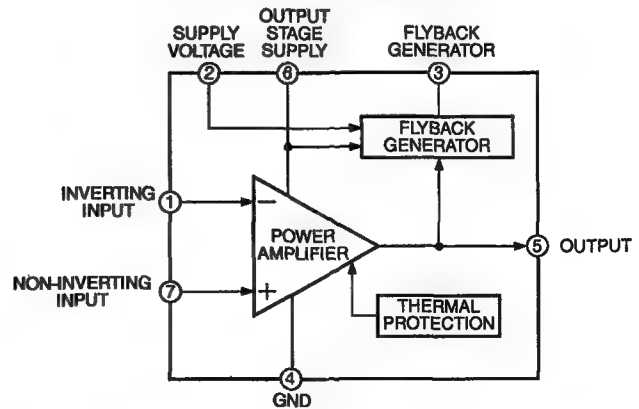 SUPPLY
VOLTAGE
2
OUTPUT
STAGE
SUPPLY
6
FLYBACK
GENERATOR
3
FLYBACK
GENERATOR
INVERTING
INPUT
1
−
POWER
AMPLIFIER
5
OUTPUT
NON-INVERTING
INPUT
7
+
THERMAL
PROTECTION
4
GND